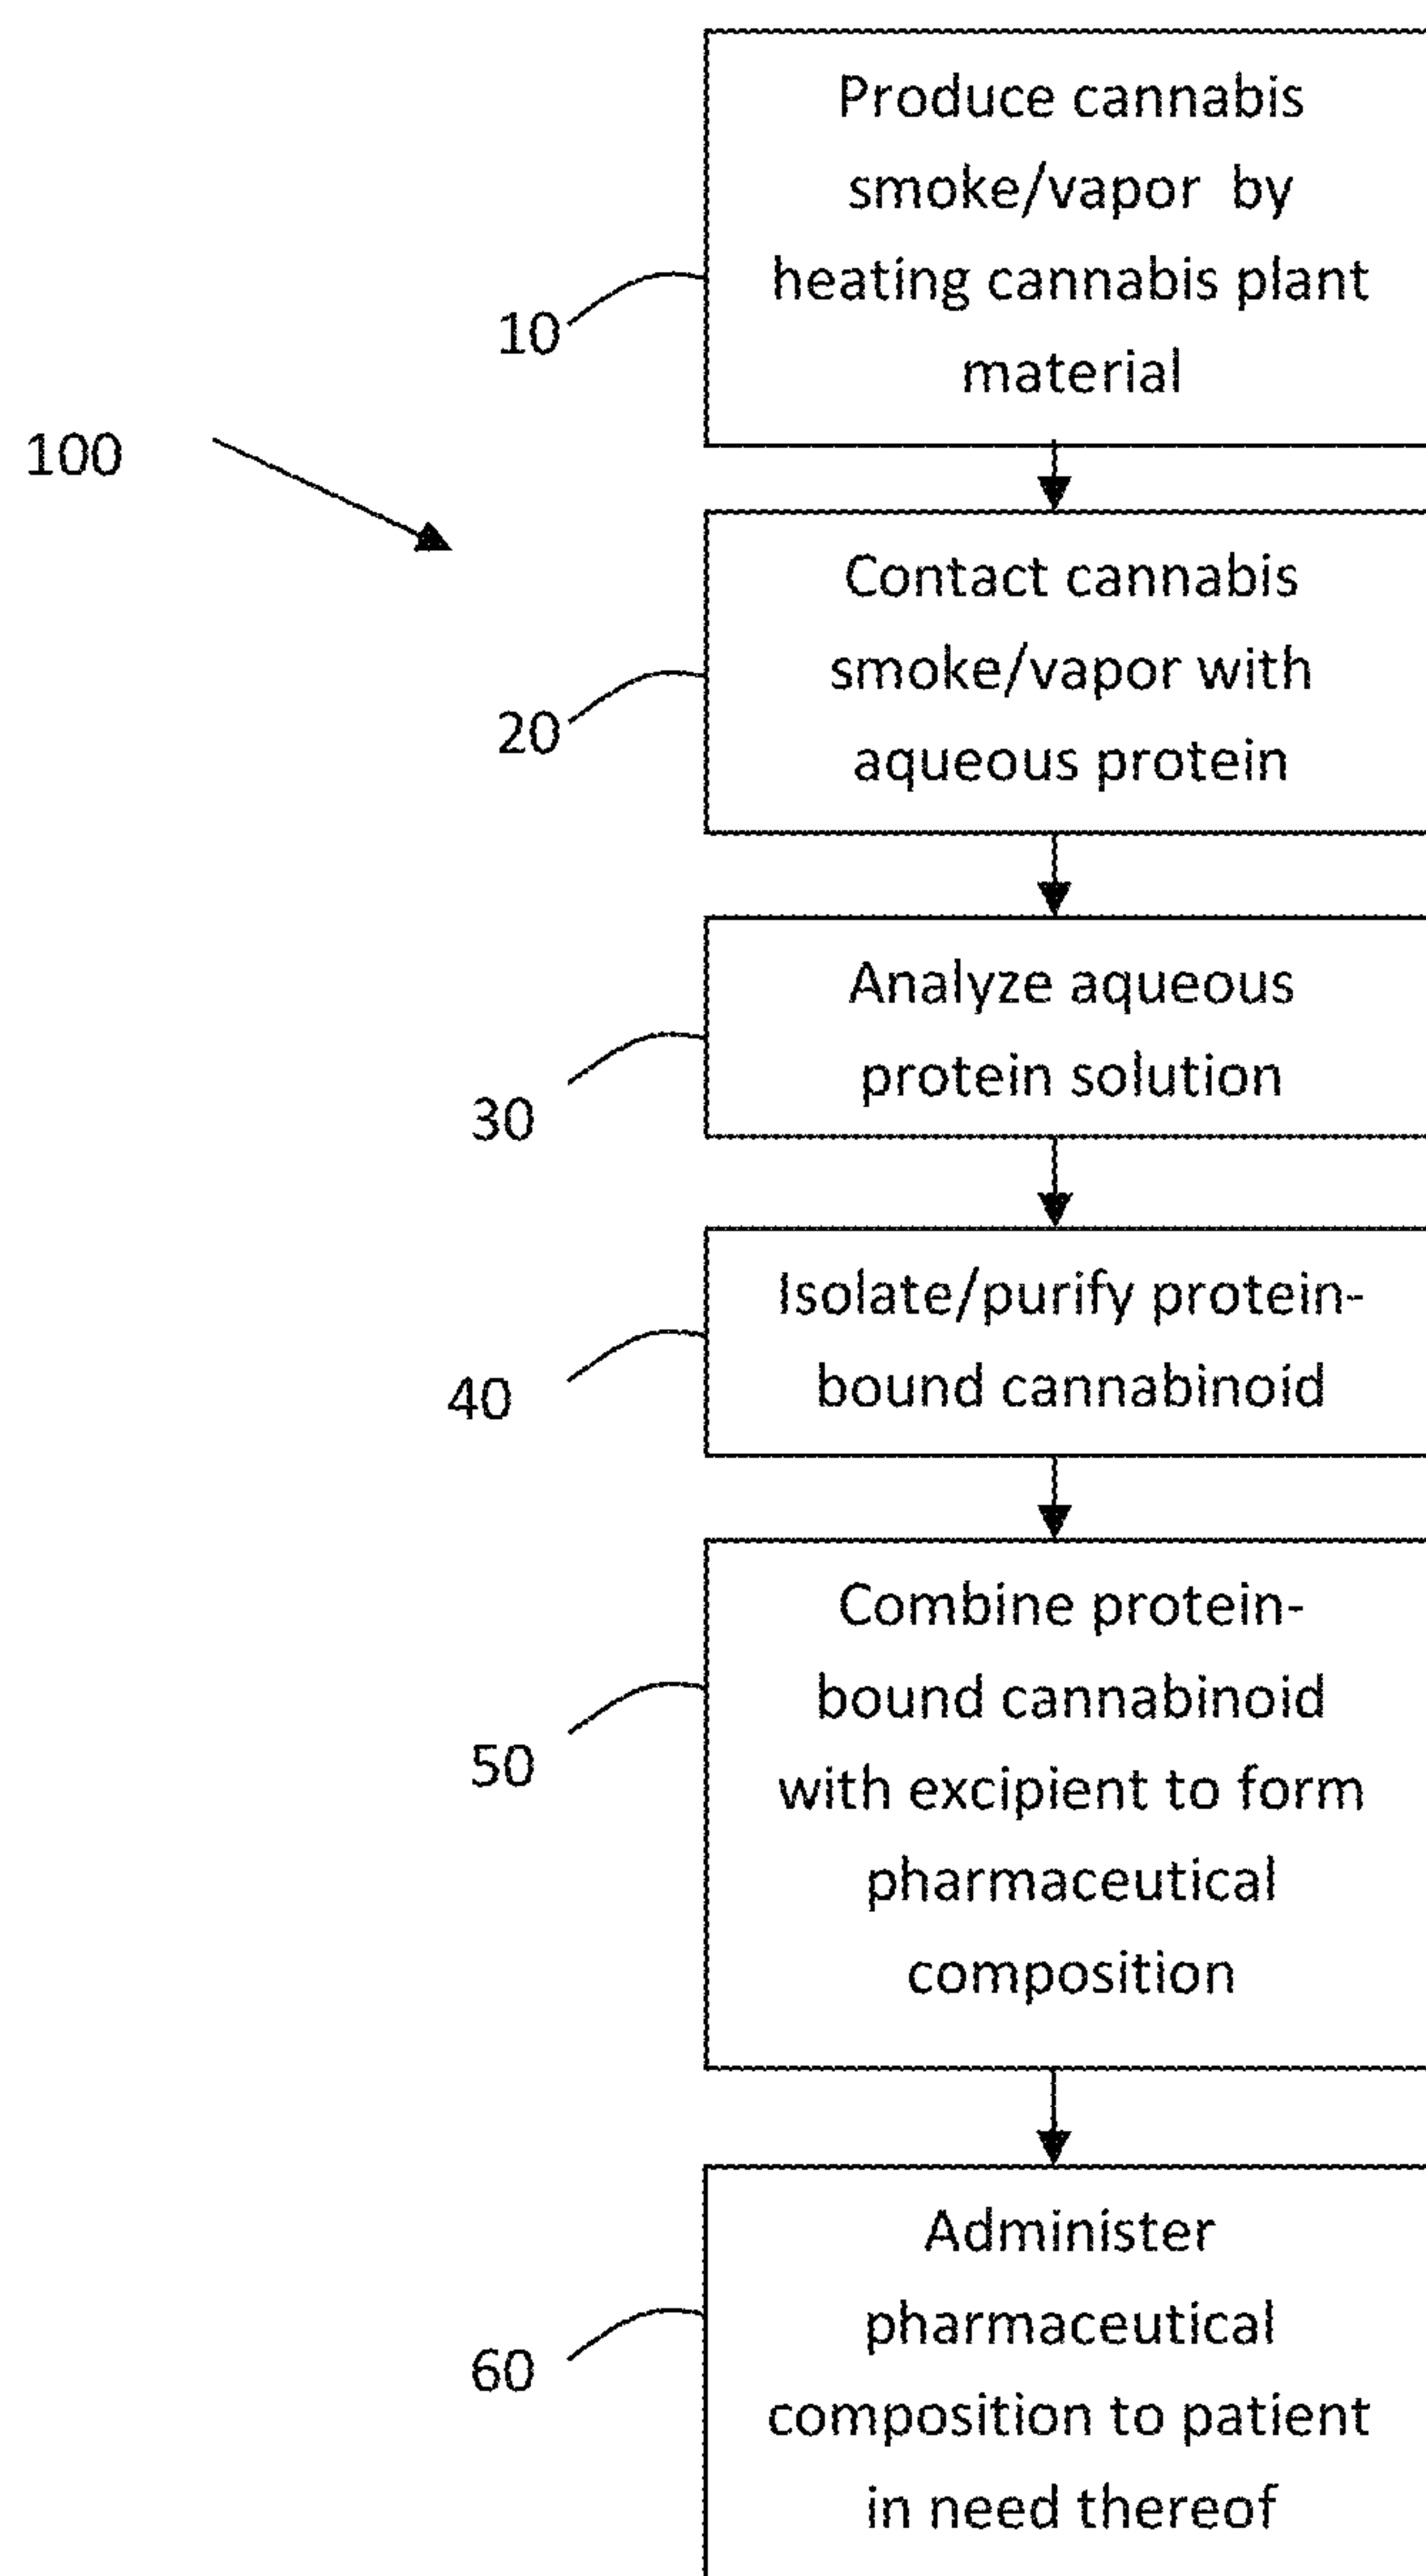 Produce cannabis
smoke/vapor by
heating cannabis plant
material
10
100
Contact cannabis
smoke/vapor with
aqueous protein
20
Analyze aqueous
protein solution
30
Isolate/purify protein-
bound cannabinoid
40
Combine protein-
bound cannabinoid
with excipient to form
pharmaceutical
composition
50
Administer
pharmaceutical
composition to patient
in need thereof
60